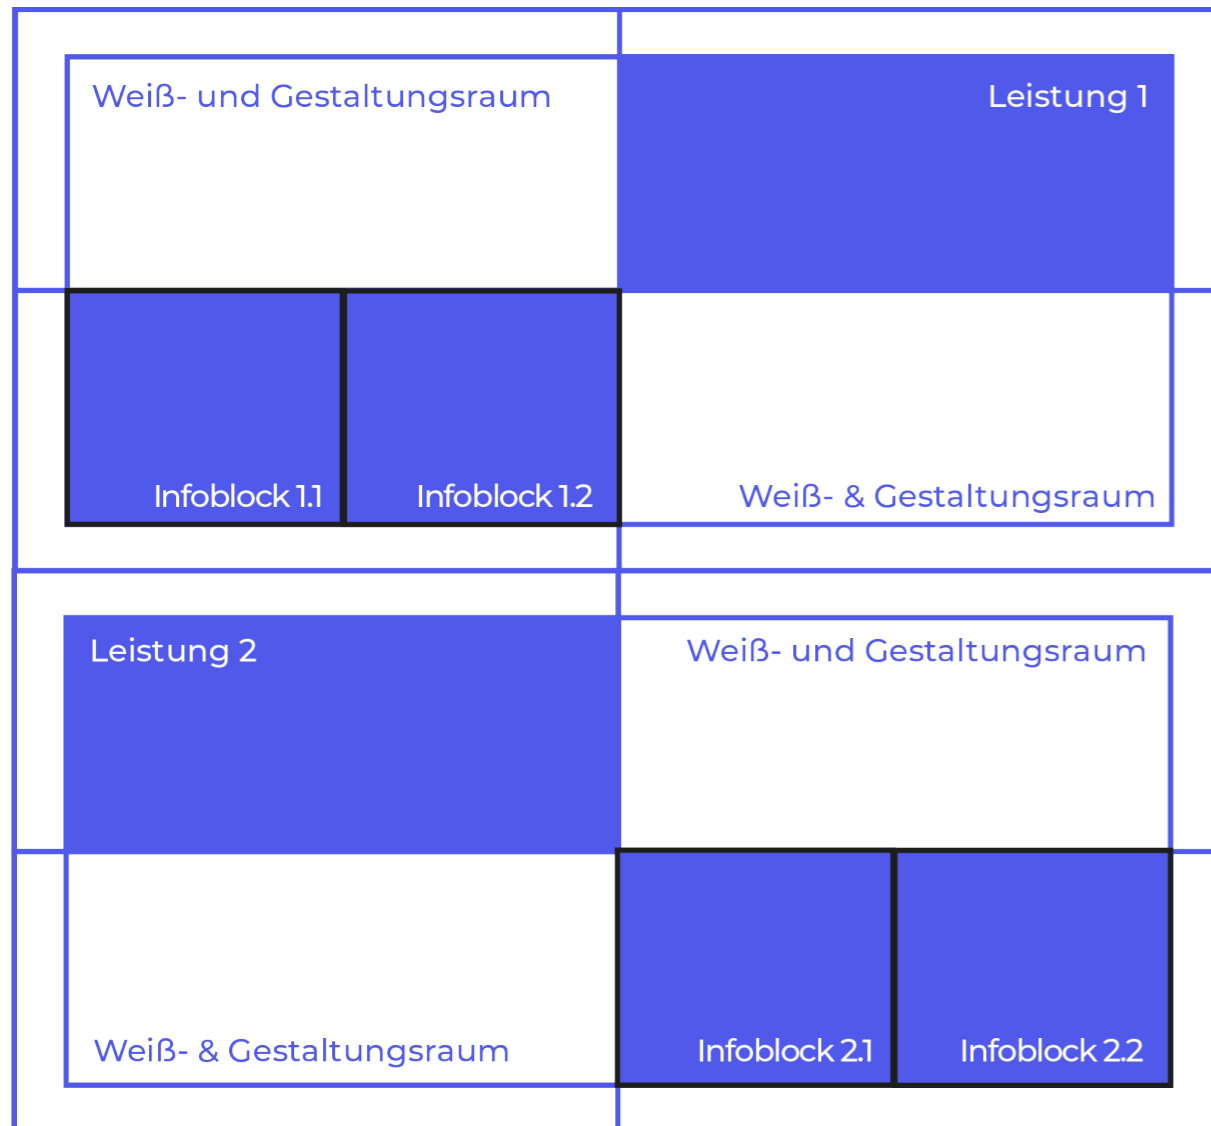 Weiß- und Gestaltungsraum
Leistung 1
Infoblock 1.1
Infoblock 1.2
Weiß- & Gestaltungsraum
Leistung 2
Weiß- und Gestaltungsraum
Weiß- & Gestaltungsraum
Infoblock 2.1
Infoblock 2.2